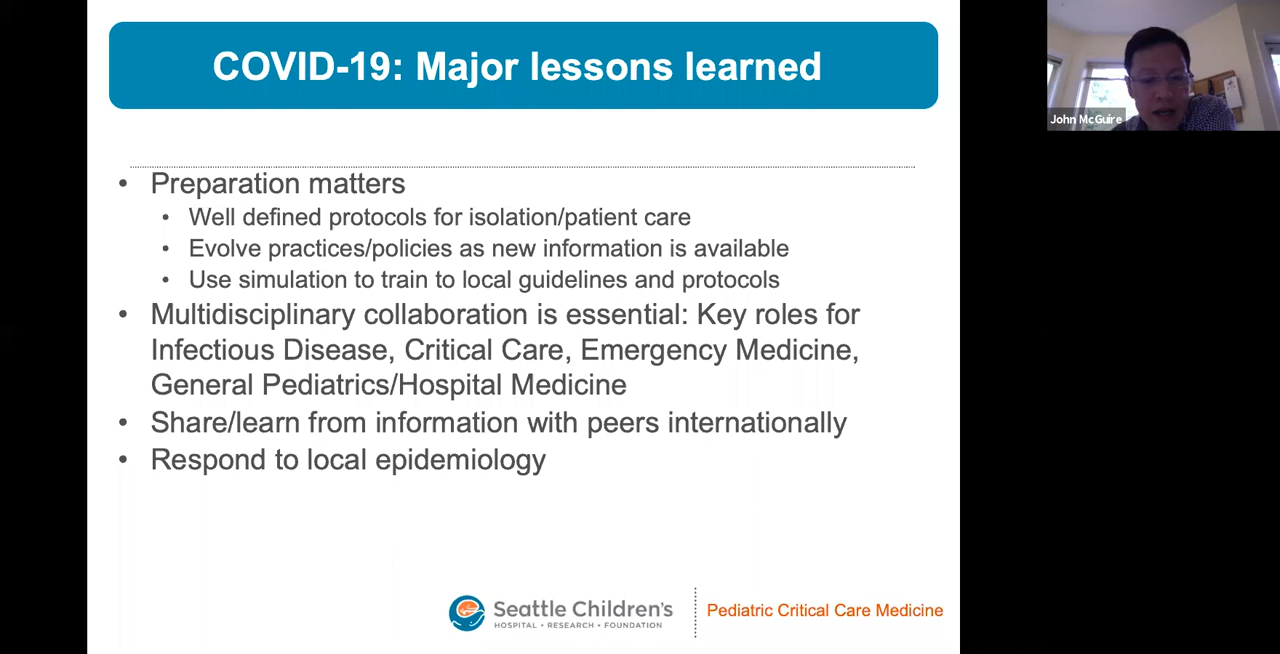 COVID-19: Major lessons learned
John McGuire
• Preparation matters
• Well defined protocols for isolation/patient care
• Evolve practices/policies as new information is available
• Use simulation to train to local guidelines and protocols
• Multidisciplinary collaboration is essential: Key roles for
Infectious Disease, Critical Care, Emergency Medicine,
General Pediatrics/Hospital Medicine
• Share/learn from information with peers internationally
• Respond to local epidemiology
Seattle Children's
HOSPITAL • RESEARCH • FOUNDATION
Pediatric Critical Care Medicine